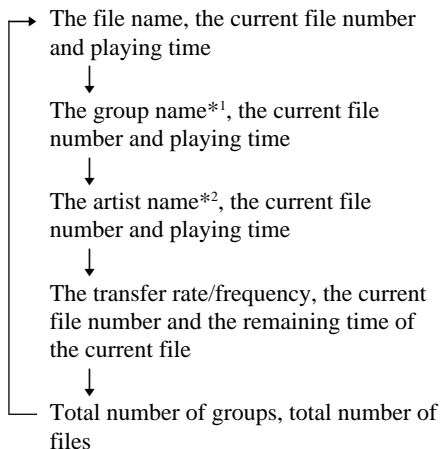 The file name, the current file number
and playing time
The group name*1, the current file
number and playing time
The artist name*2, the current file
number and playing time
The transfer rate/frequency, the current
file number and the remaining time of
the current file
Total number of groups, total number of
files